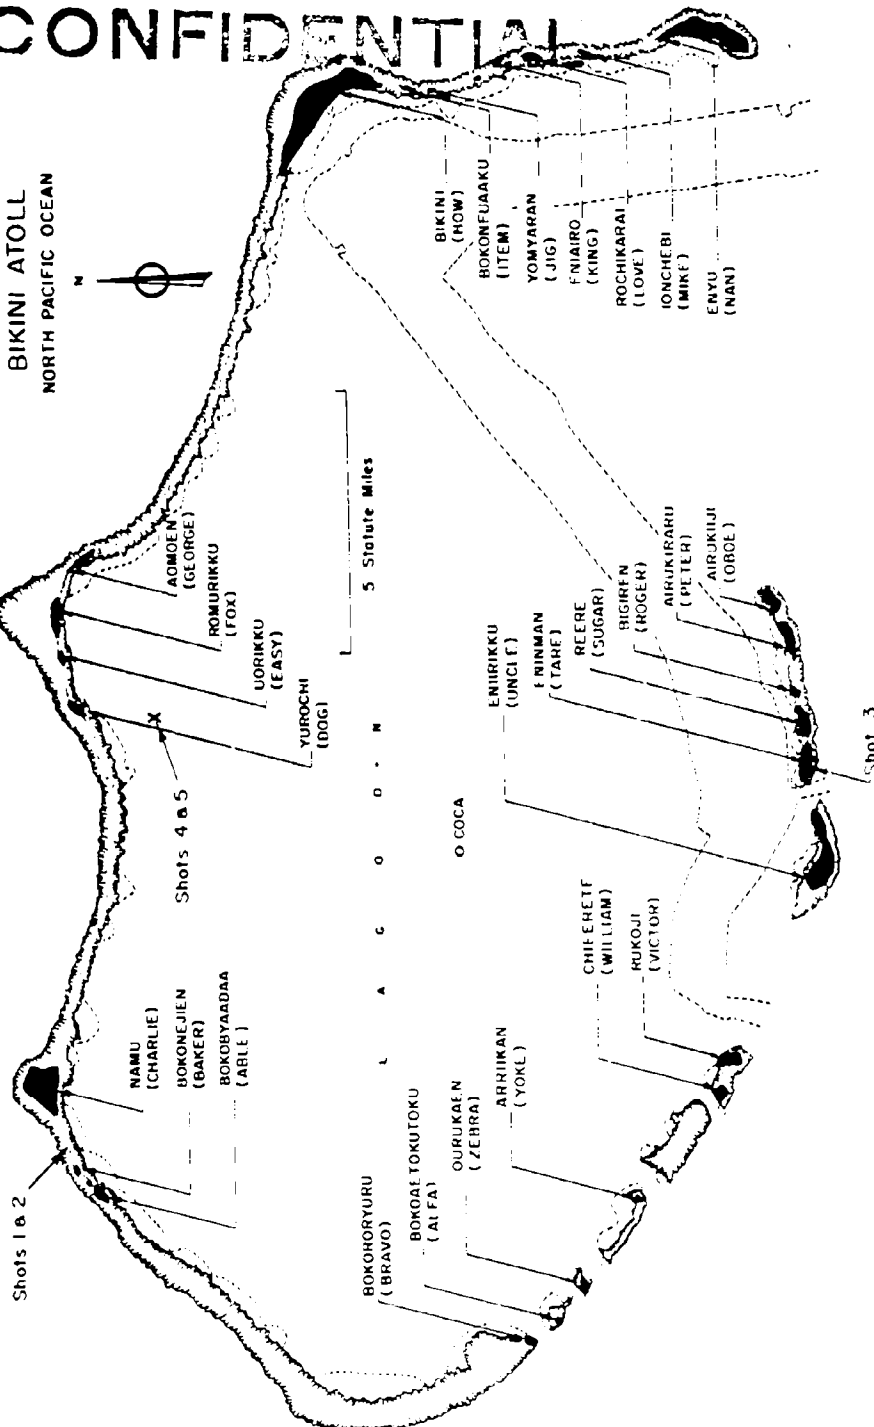 CONFIDENTIAL
BIKINI ATOLL
NORTH PACIFIC OCEAN
N
Shots 1 & 2
NAMU
(CHARLIE)
BOKONEJIEN
(BAKER)
BOKOBYAADAA
(ABLE)
Shots 4 & 5
X
YUROCHI
(DOG)
UORIKKU
(EASY)
ROMURIKKU
(FOX)
AOMOEN
(GEORGE)
5 Statute Miles
BIKINI
(HOW)
BOKONFUAAKU
(ITEM)
YOMYARAN
(JIG)
ENIAIRO
(KING)
ROCHIKARAI
(LOVE)
IONCHEBI
(MIKE)
ENYU
(NAN)
LAGOON
COCA
BOKOHORYURU
(BRAVO)
BOKOAETOKUTOKU
(ALFA)
OURUKAEN
(ZEBRA)
ARRIIKAN
(YOKE)
CHIEERETE
(WILLIAM)
RUKOJI
(VICTOR)
ENIIRIKKU
(UNCLE)
ENINMAN
(TARE)
REERE
(SUGAR)
BIGIREN
(ROGER)
AIRUKIRARU
(PETER)
AIRUKIIJI
(OBOE)
Shot 3